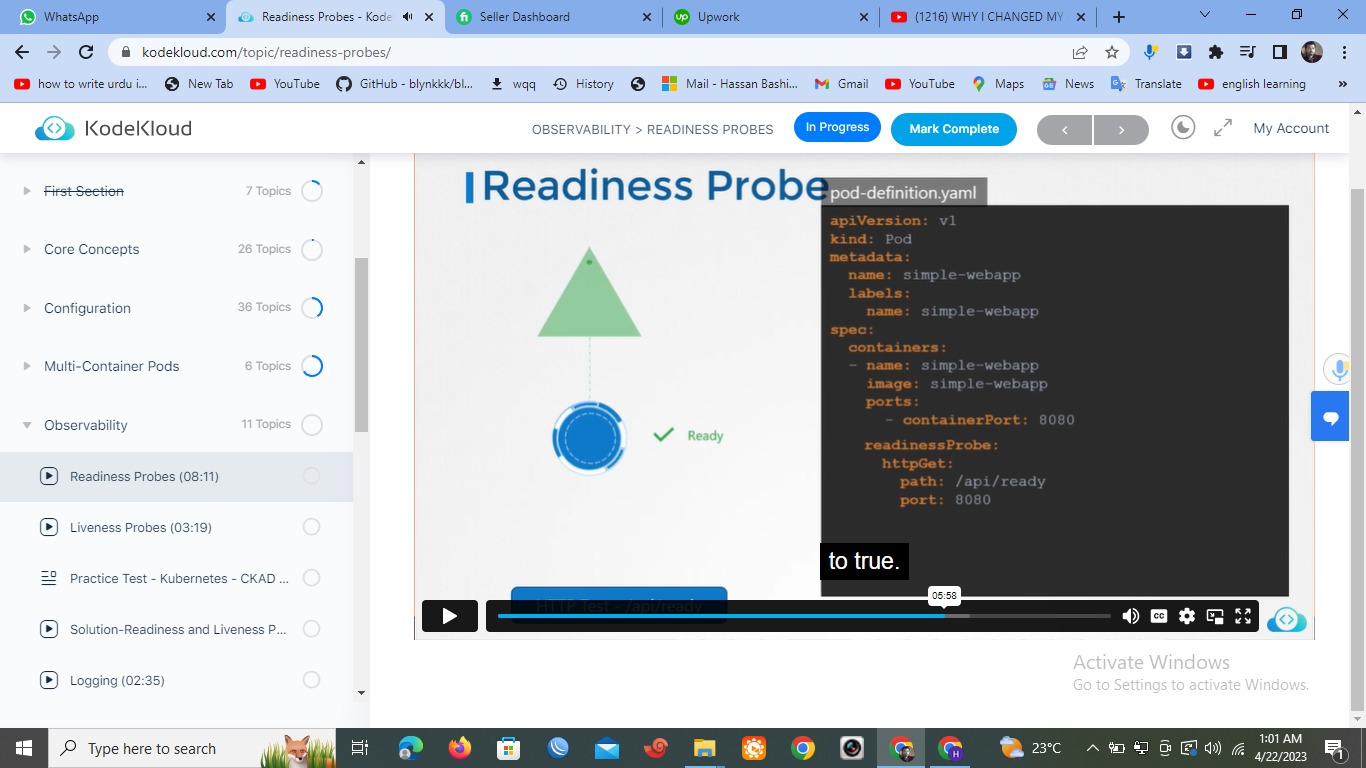 WhatsApp
Readiness Probes - Kode
Seller Dashboard
Upwork
(1216) WHY I CHANGED MY
kodekloud.com/topic/readiness-probes/
how to write urdu i...
New Tab
YouTube
GitHub - blynkkk/bl...
wqq
History
Mail - Hassan Bashi...
Gmail
YouTube
Maps
News
Translate
english learning
»
KodeKloud
OBSERVABILITY > READINESS PROBES
In Progress
Mark Complete
My Account
First Section
7 Topics
Core Concepts
26 Topics
Configuration
36 Topics
Multi-Container Pods
6 Topics
Observability
11 Topics
Readiness Probes (08:11)
Liveness Probes (03:19)
Practice Test - Kubernetes - CKAD ...
Solution-Readiness and Liveness P...
Logging (02:35)
Readiness Probe
pod-definition.yaml
apiVersion: v1
kind: Pod
metadata:
name: simple-webapp
labels:
name: simple-webapp
spec:
containers:
- name: simple-webapp
image: simple-webapp
ports:
- containerPort: 8080
readinessProbe:
httpGet:
path: /api/ready
port: 8080
Ready
to true.
HTTP Test - /api/ready
05:58
CC
Activate Windows
Go to Settings to activate Windows.
Type here to search
H
23°C
1:01 AM
4/22/2023
1